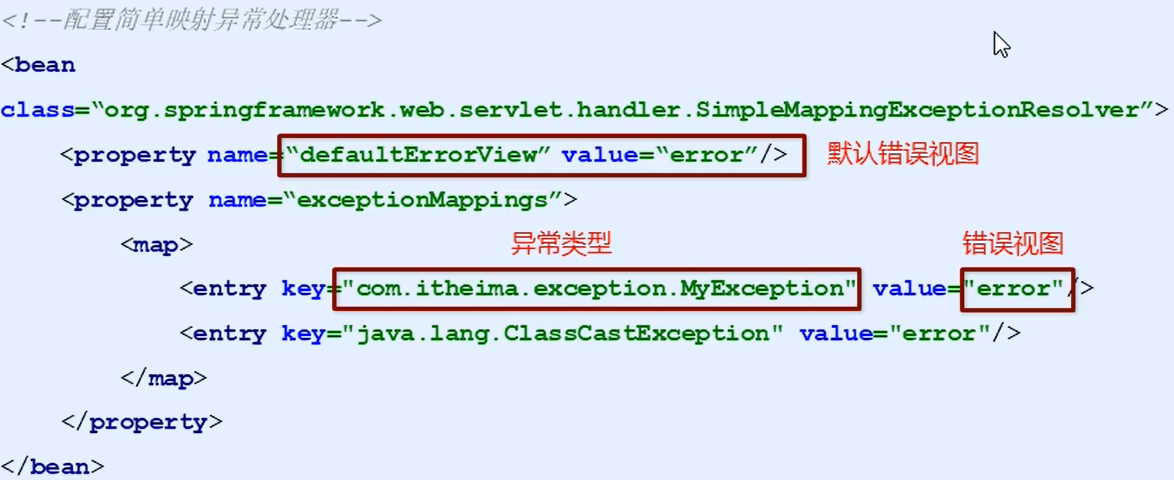 <!--配置简单映射异常处理器-->
<bean
class=“org.springframework.web.servlet.handler.SimpleMappingExceptionResolver”>
<property name=“defaultErrorView” value=“error”/> 默认错误视图
<property name=“exceptionMappings”>
<map> 异常类型 错误视图
<entry key="com.itheima.exception.MyException" value="error"/>
<entry key="java.lang.ClassCastException" value="error"/>
</map>
</property>
</bean>